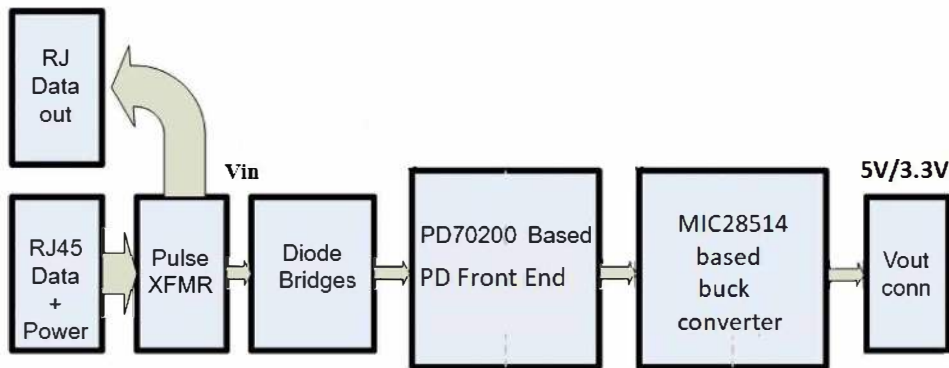 RJ
Data
out
Vin
5V/3.3V
RJ45
Data
+
Power
Pulse
XFMR
Diode
Bridges
PD70200 Based
PD Front End
MIC28514
based
buck
converter
Vout
conn